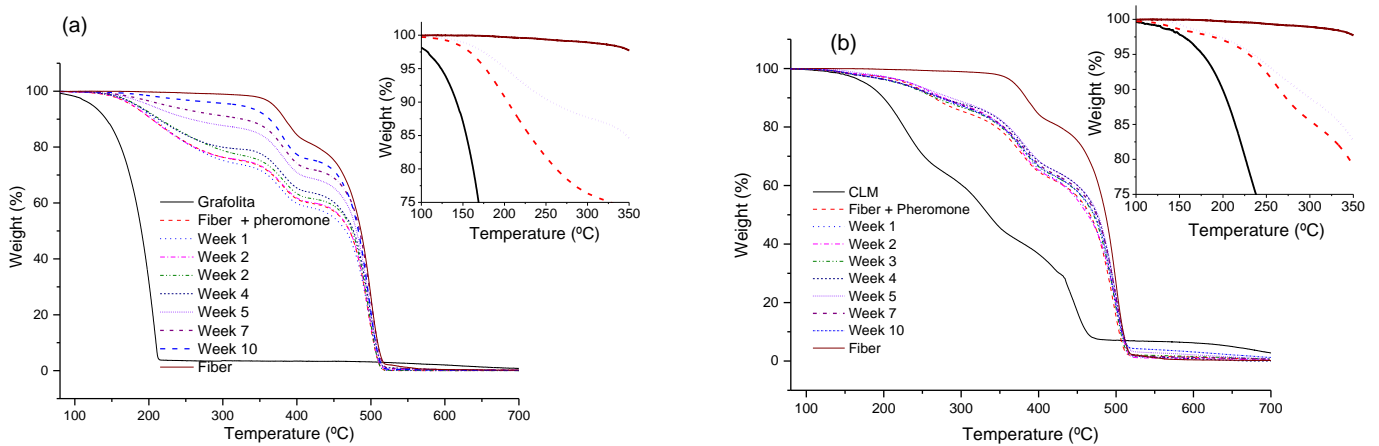 (a)
Weight (%)
100
80
60
40
20
0
100
200
300
400
500
600
700
Temperature (ºC)
Grafolita
Fiber + pheromone
Week 1
Week 2
Week 2
Week 4
Week 5
Week 7
Week 10
Fiber
Weight (%)
100
95
90
85
80
75
100
150
200
250
300
350
Temperature (ºC)
(b)
Weight (%)
100
80
60
40
20
0
100
200
300
400
500
600
700
Temperature (ºC)
CLM
Fiber + Pheromone
Week 1
Week 2
Week 3
Week 4
Week 5
Week 7
Week 10
Fiber
Weight (%)
100
95
90
85
80
75
100
150
200
250
300
350
Temperature (ºC)